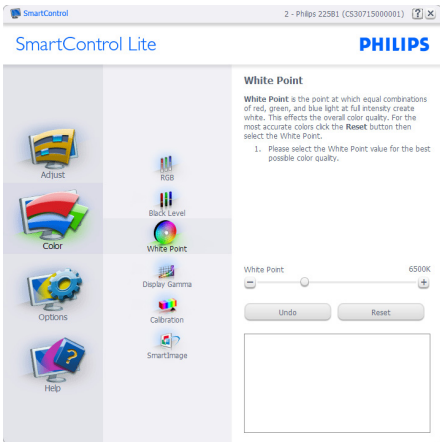 SmartControl
2 - Philips 225B1 (CS30715000001)
?
SmartControl Lite
PHILIPS
Adjust
Color
Options
Help
RGB
Black Level
White Point
Display Gamma
Calibration
SmartImage
White Point
White Point is the point at which equal combinations
of red, green, and blue light at full intensity create
white. This effects the overall color quality. For the
most accurate colors click the Reset button then
select the White Point.
1. Please select the White Point value for the best
possible color quality.
White Point 6500K
Undo
Reset